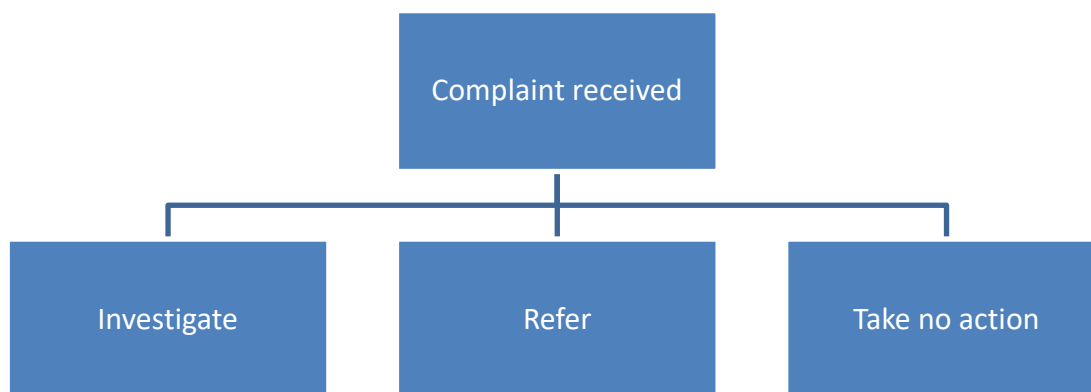 Complaint received
Investigate
Refer
Take no action